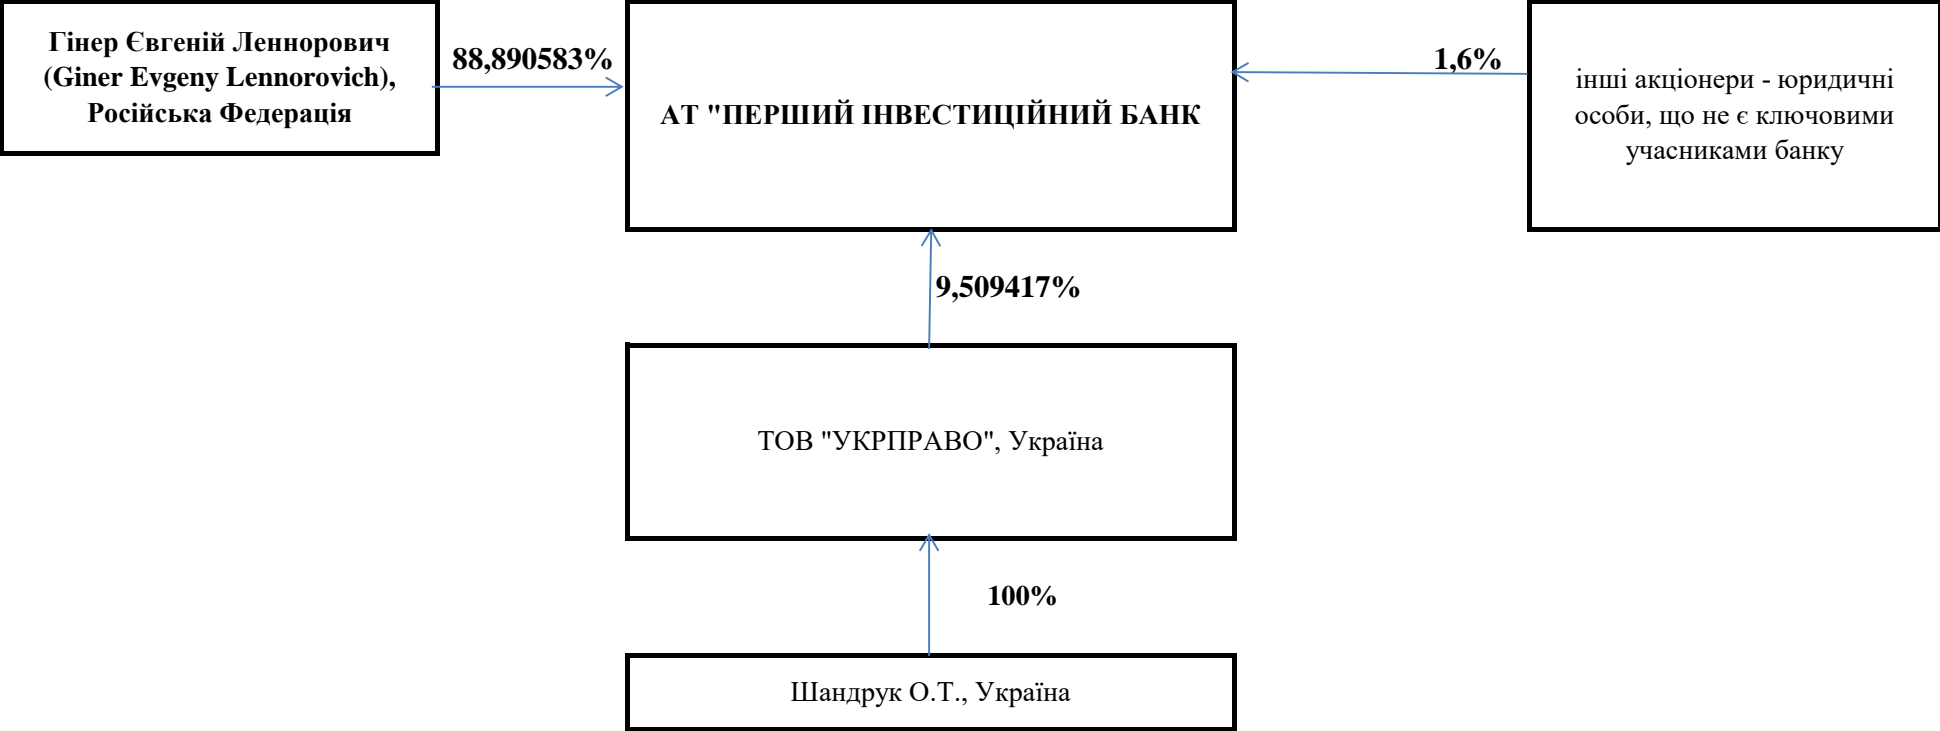 Гінер Євгеній Леннорович
(Giner Evgeny Lennorovich),
Російська Федерація
88,890583%
АТ "ПЕРШИЙ ІНВЕСТИЦІЙНИЙ БАНК
1,6%
інші акціонери - юридичні
особи, що не є ключовими
учасниками банку
9,509417%
ТОВ "УКРПРАВО", Україна
100%
Шандрук О.Т., Україна